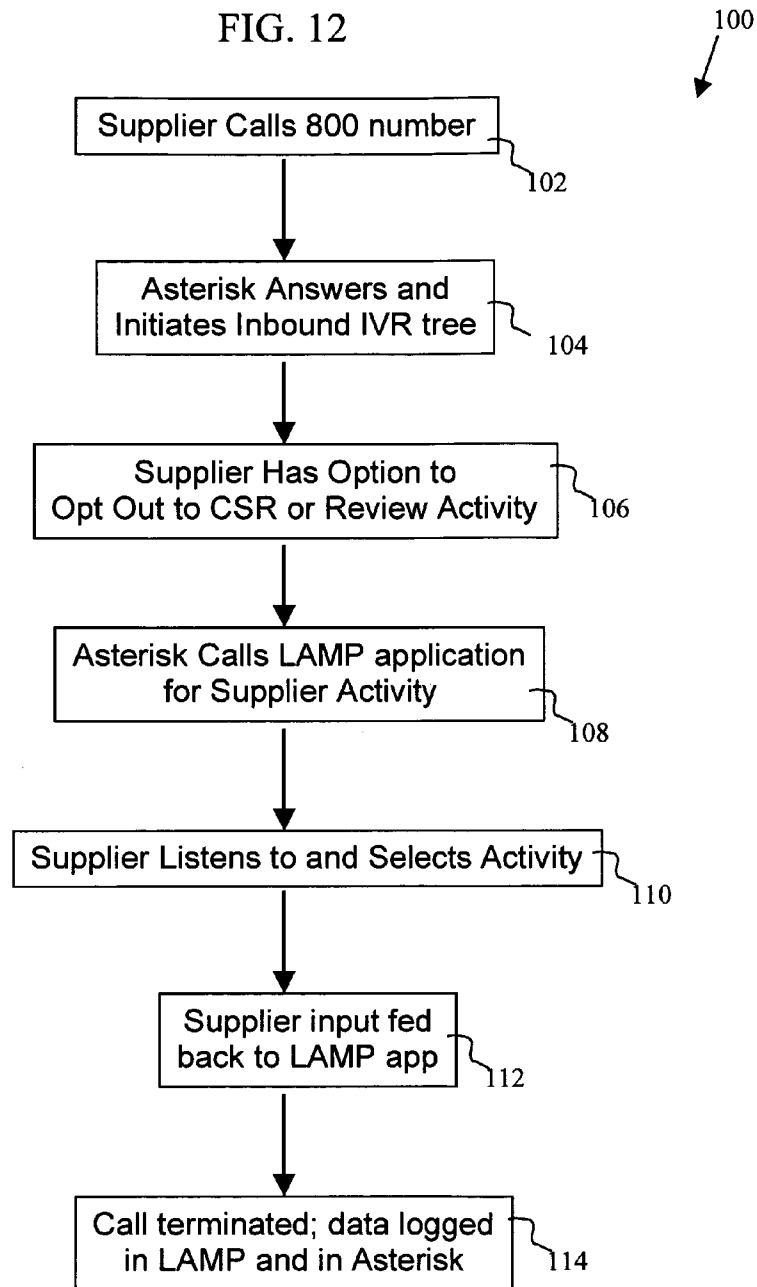 FIG. 12
100
Supplier Calls 800 number
102
Asterisk Answers and
Initiates Inbound IVR tree
104
Supplier Has Option to
Opt Out to CSR or Review Activity
106
Asterisk Calls LAMP application
for Supplier Activity
108
Supplier Listens to and Selects Activity
110
Supplier input fed
back to LAMP app
112
Call terminated; data logged
in LAMP and in Asterisk
114